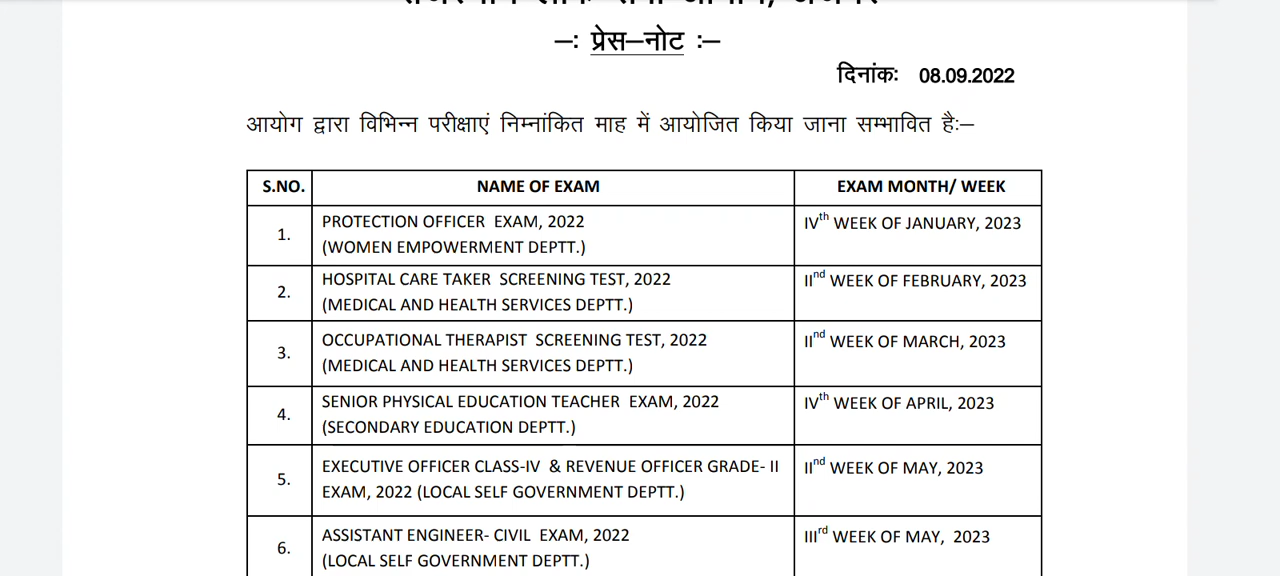 –: प्रेस–नोट :–
दिनांकः 08.09.2022
आयोग द्वारा विभिन्न परीक्षाएं निम्नांकित माह में आयोजित किया जाना सम्भावित हैः–
S.NO. NAME OF EXAM EXAM MONTH/ WEEK
1. PROTECTION OFFICER EXAM, 2022 IVth WEEK OF JANUARY, 2023
(WOMEN EMPOWERMENT DEPTT.)
2. HOSPITAL CARE TAKER SCREENING TEST, 2022 IInd WEEK OF FEBRUARY, 2023
(MEDICAL AND HEALTH SERVICES DEPTT.)
3. OCCUPATIONAL THERAPIST SCREENING TEST, 2022 IInd WEEK OF MARCH, 2023
(MEDICAL AND HEALTH SERVICES DEPTT.)
4. SENIOR PHYSICAL EDUCATION TEACHER EXAM, 2022 IVth WEEK OF APRIL, 2023
(SECONDARY EDUCATION DEPTT.)
5. EXECUTIVE OFFICER CLASS-IV & REVENUE OFFICER GRADE- II IInd WEEK OF MAY, 2023
EXAM, 2022 (LOCAL SELF GOVERNMENT DEPTT.)
6. ASSISTANT ENGINEER- CIVIL EXAM, 2022 IIIrd WEEK OF MAY, 2023
(LOCAL SELF GOVERNMENT DEPTT.)